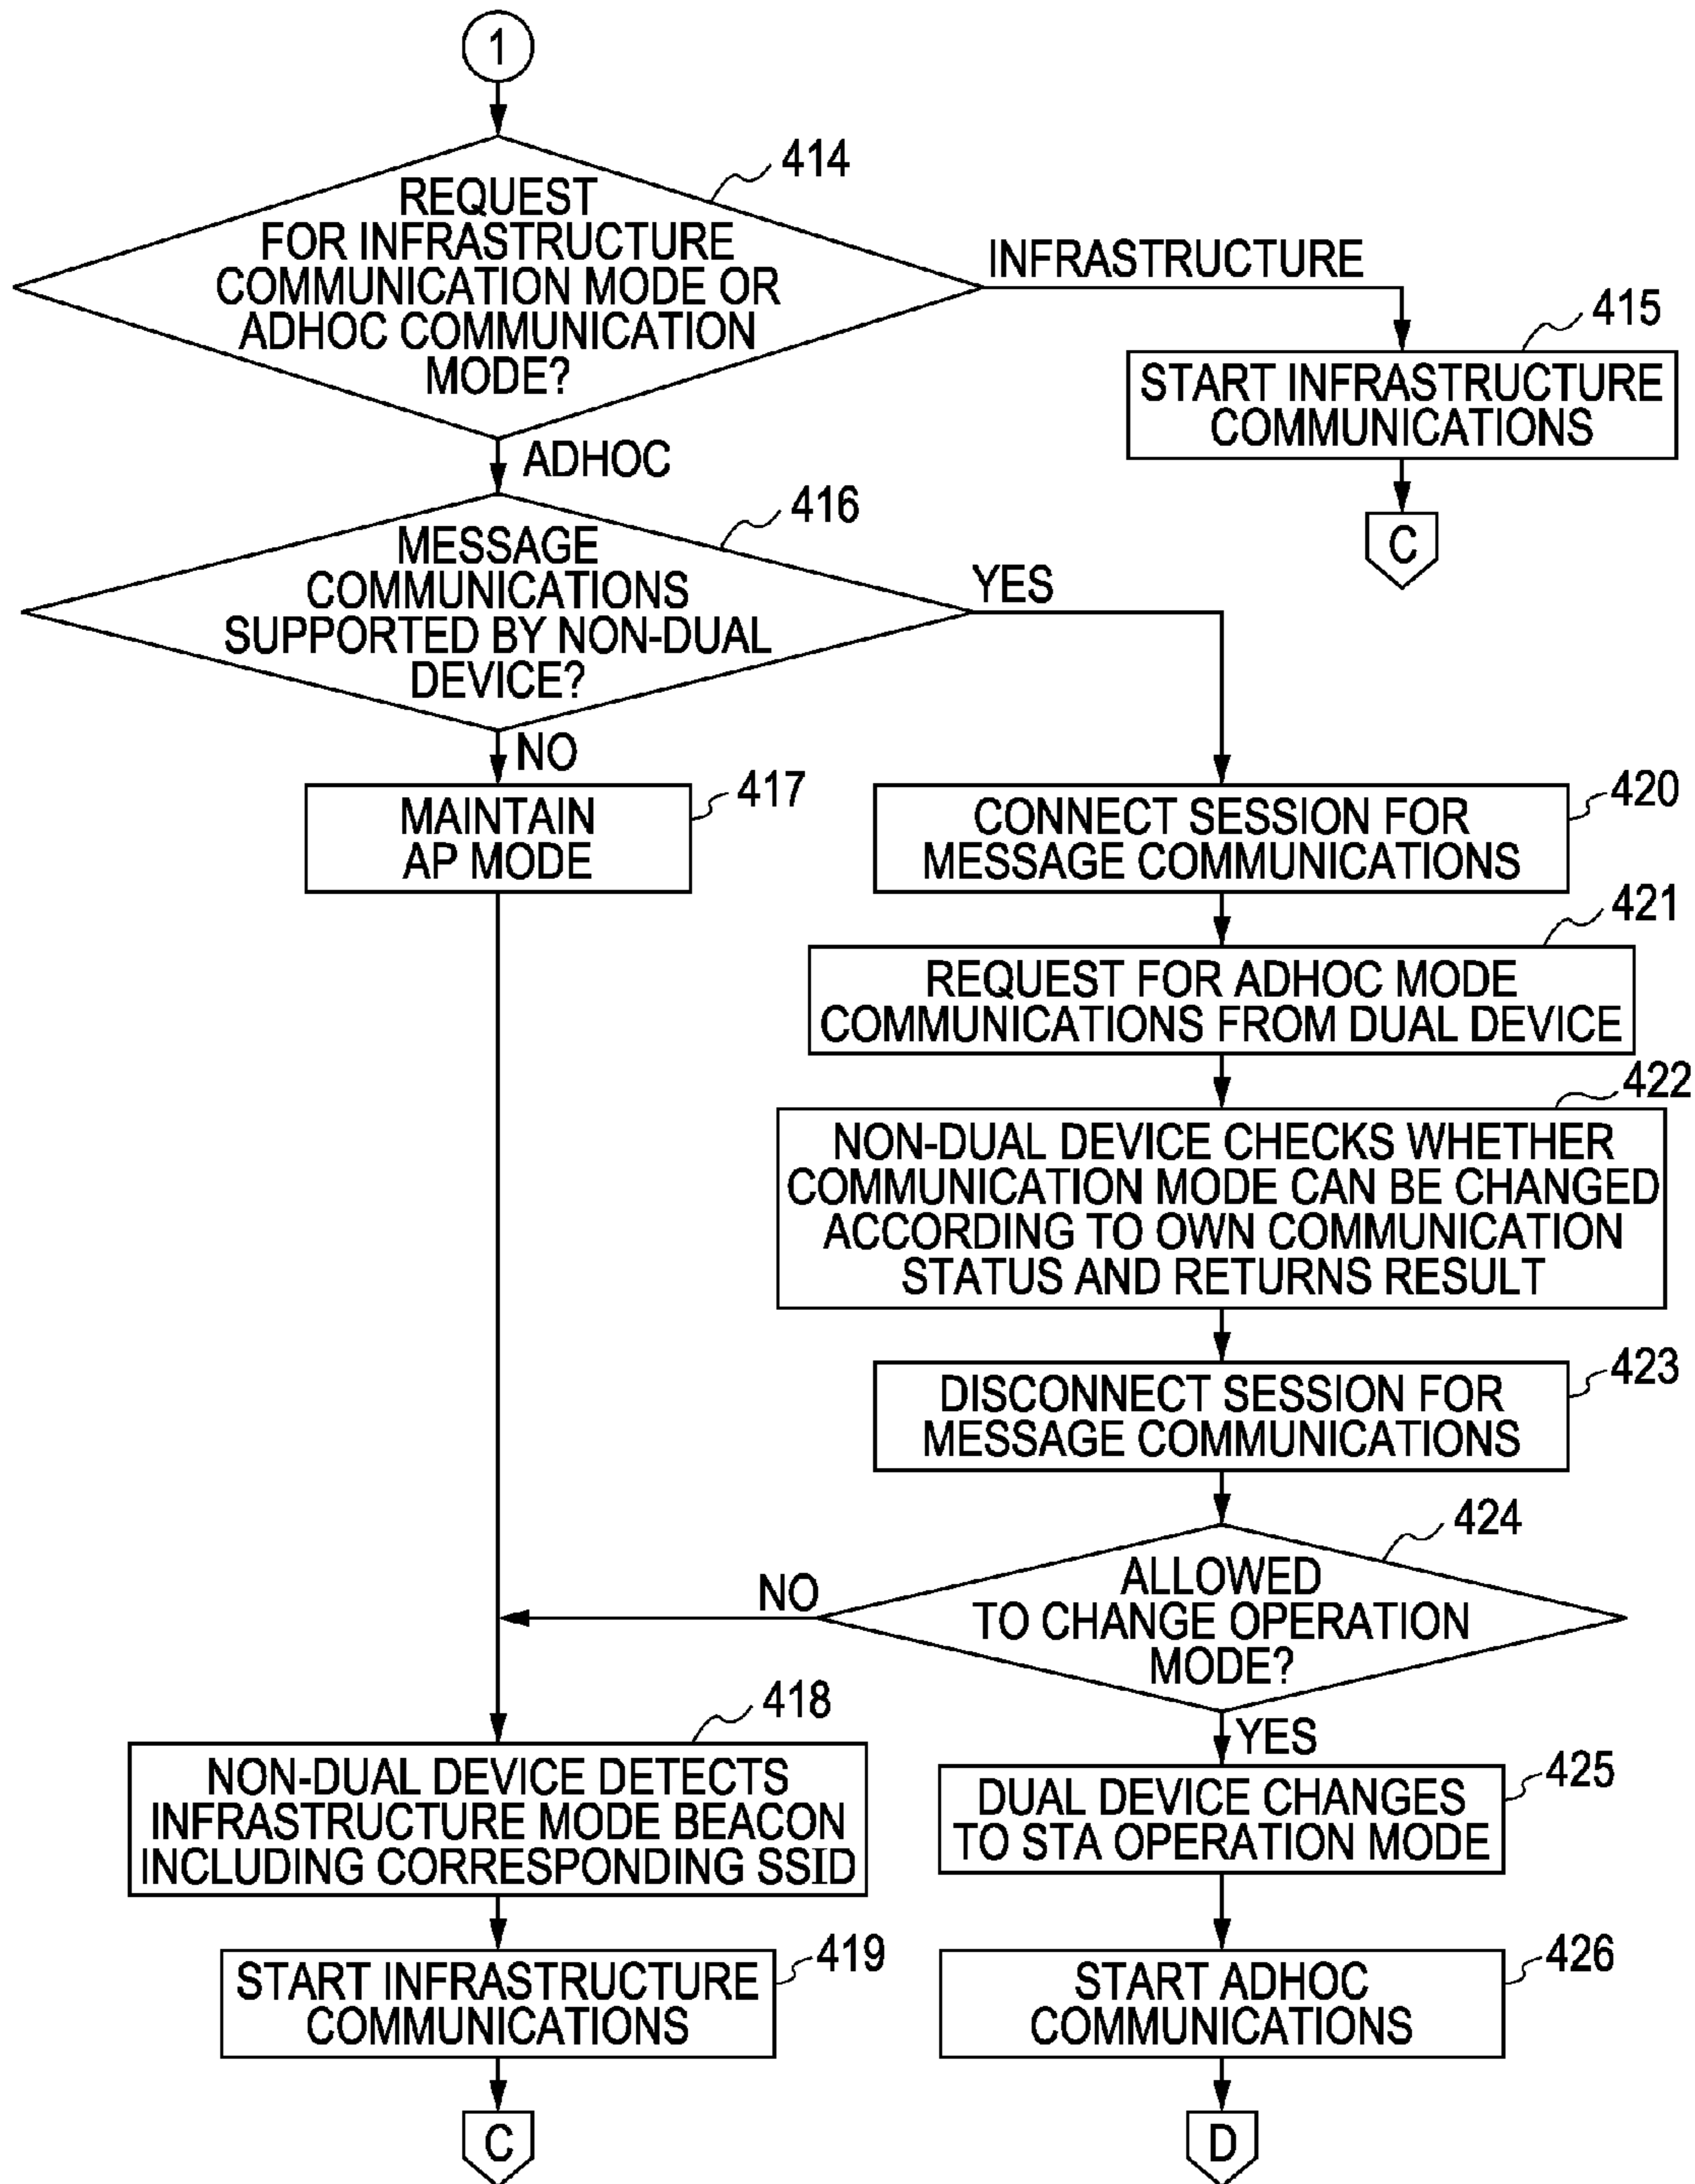 1
414
REQUEST
FOR INFRASTRUCTURE
COMMUNICATION MODE OR
ADHOC COMMUNICATION
MODE?
INFRASTRUCTURE
415
START INFRASTRUCTURE
COMMUNICATIONS
C
ADHOC
416
MESSAGE
COMMUNICATIONS
SUPPORTED BY NON-DUAL
DEVICE?
YES
NO
417
MAINTAIN
AP MODE
420
CONNECT SESSION FOR
MESSAGE COMMUNICATIONS
421
REQUEST FOR ADHOC MODE
COMMUNICATIONS FROM DUAL DEVICE
422
NON-DUAL DEVICE CHECKS WHETHER
COMMUNICATION MODE CAN BE CHANGED
ACCORDING TO OWN COMMUNICATION
STATUS AND RETURNS RESULT
423
DISCONNECT SESSION FOR
MESSAGE COMMUNICATIONS
424
ALLOWED
TO CHANGE OPERATION
MODE?
NO
YES
418
NON-DUAL DEVICE DETECTS
INFRASTRUCTURE MODE BEACON
INCLUDING CORRESPONDING SSID
425
DUAL DEVICE CHANGES
TO STA OPERATION MODE
419
START INFRASTRUCTURE
COMMUNICATIONS
426
START ADHOC
COMMUNICATIONS
C
D